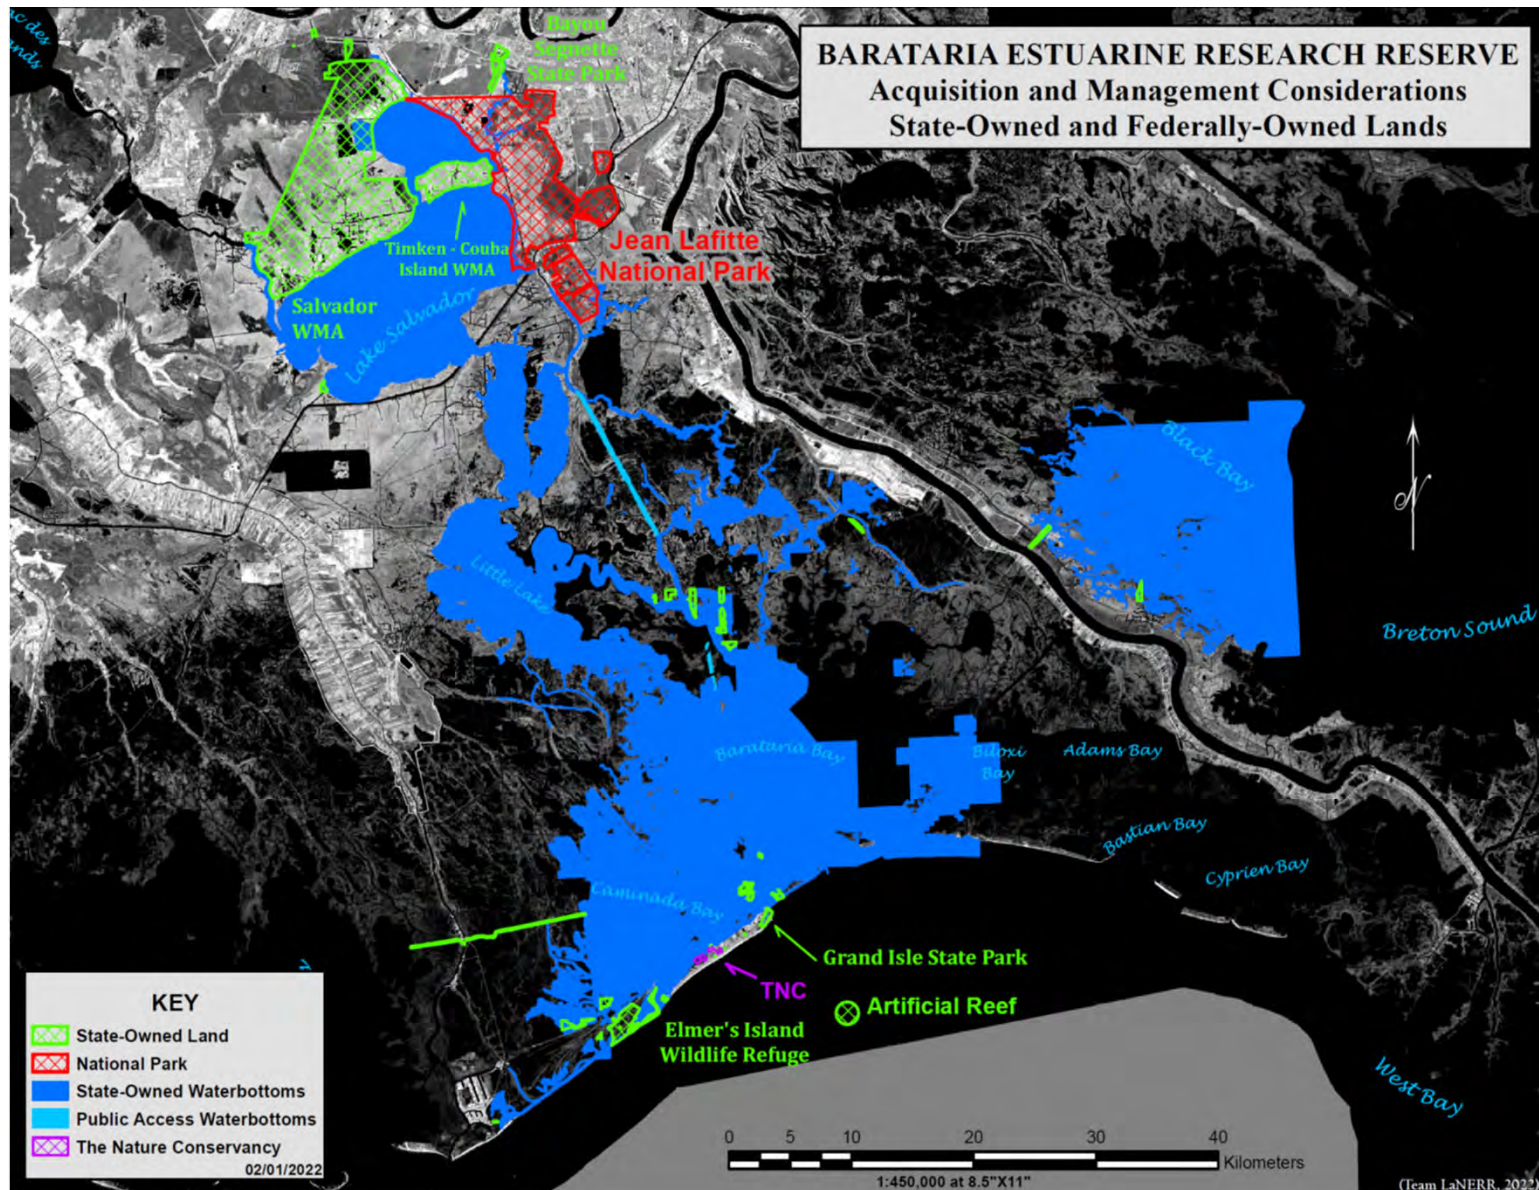 BARATARIA ESTUARINE RESEARCH RESERVE
Acquisition and Management Considerations
State-Owned and Federally-Owned Lands
Bayou
Segnette
State Park
Timken - Couba
Island WMA
Jean Lafitte
National Park
Salvador
WMA
Lake Salvador
Black Bay
Little Lake
Breton Sound
Barataria Bay
Biloxi
Bay
Adams Bay
Bastian Bay
Cyprien Bay
Caminada Bay
Grand Isle State Park
TNC
Artificial Reef
Elmer's Island
Wildlife Refuge
West Bay
N
KEY
State-Owned Land
National Park
State-Owned Waterbottoms
Public Access Waterbottoms
The Nature Conservancy
02/01/2022
0 5 10 20 30 40
Kilometers
1:450,000 at 8.5"X11"
(Team LaNERR, 2022